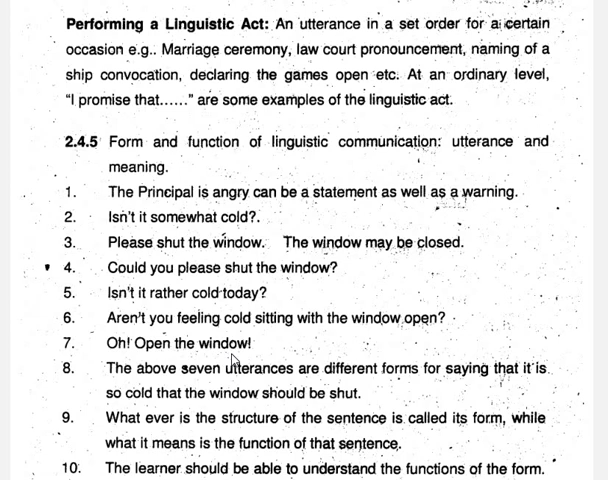 Performing a Linguistic Act: An utterance in a set order for a certain
occasion e.g.. Marriage ceremony, law court pronouncement, naming of a
ship convocation, declaring the games open etc. At an ordinary level,
“I promise that......” are some examples of the linguistic act.
2.4.5 Form and function of linguistic communication: utterance and
meaning.
1. The Principal is angry can be a statement as well as a warning.
2. Isn't it somewhat cold?.
3. Please shut the window. The window may be closed.
4. Could you please shut the window?
5. Isn't it rather cold today?
6. Aren't you feeling cold sitting with the window open?
7. Oh! Open the window!
8. The above seven utterances are different forms for saying that it is
so cold that the window should be shut.
9. What ever is the structure of the sentence is called its form, while
what it means is the function of that sentence.
10. The learner should be able to understand the functions of the form.